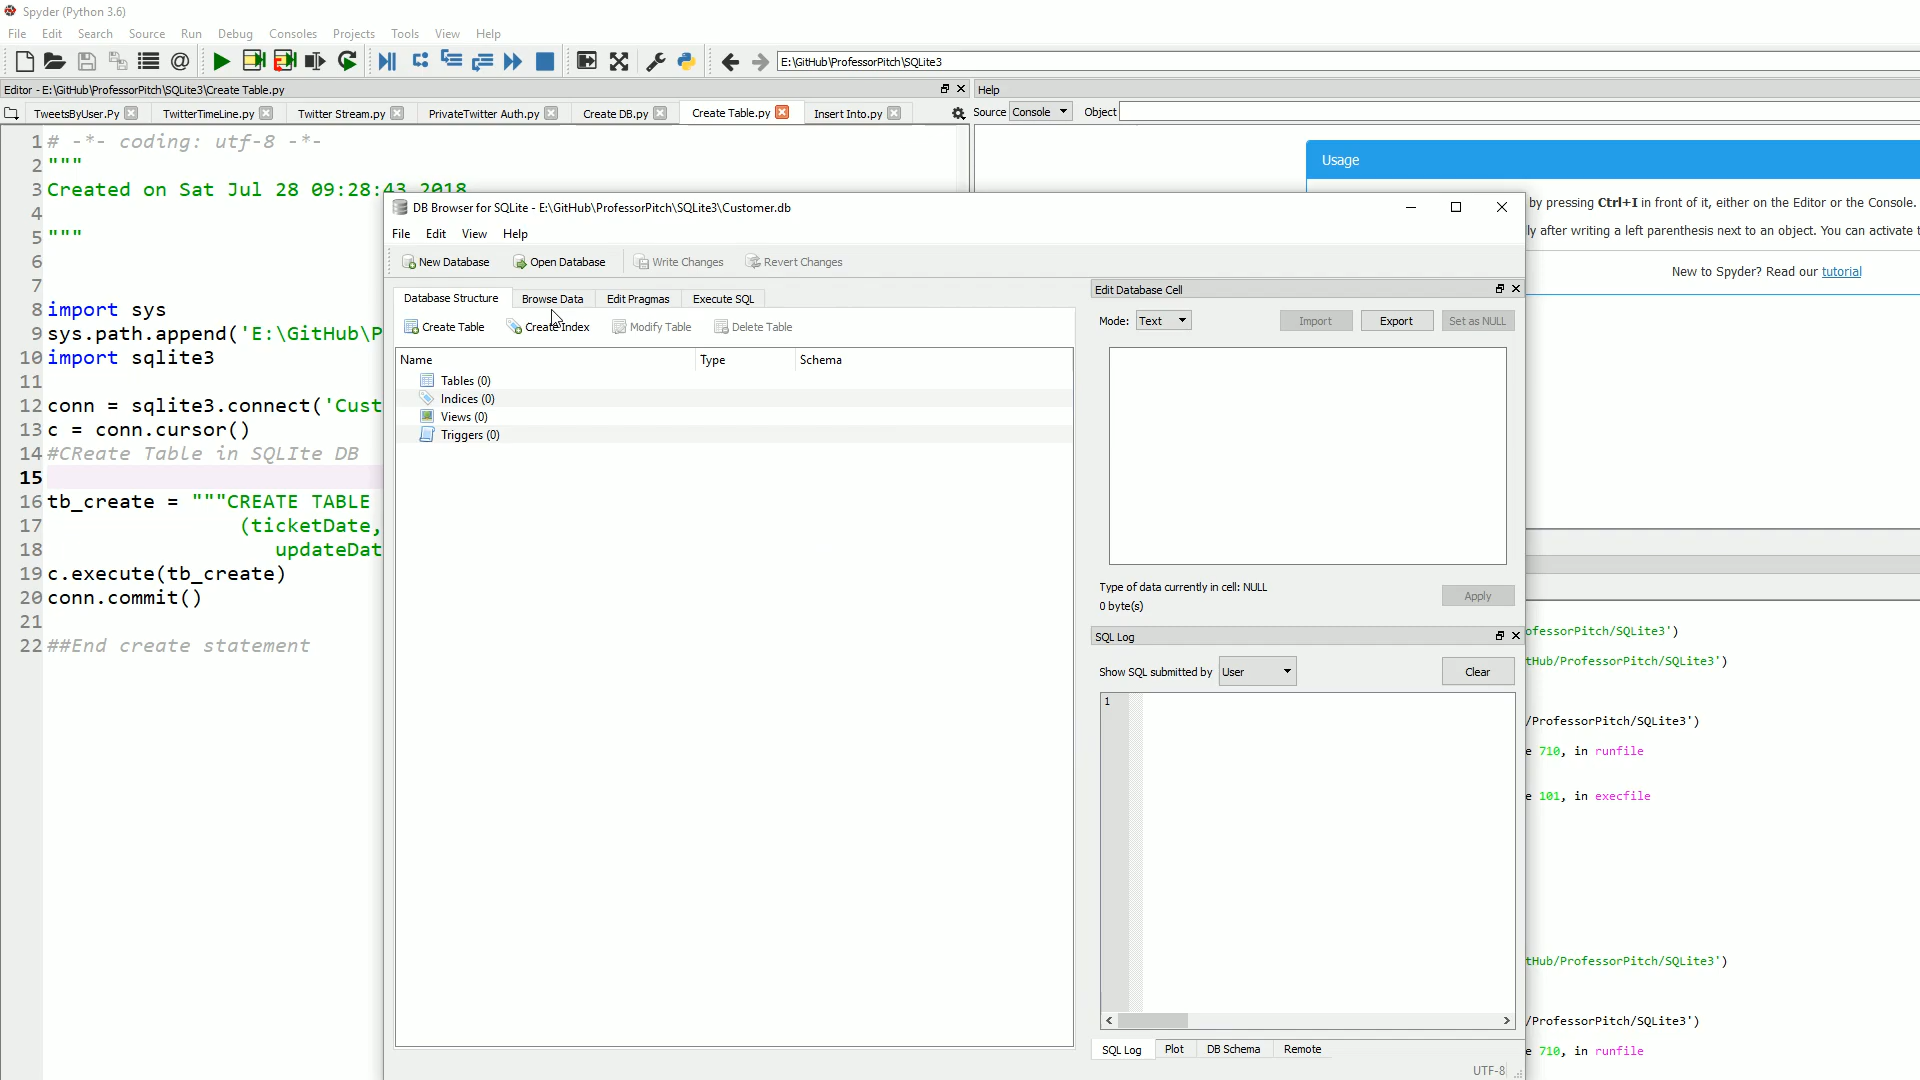 Spyder (Python 3.6)
File Edit Search Source Run Debug Consoles Projects Tools View Help
E:\GitHub\ProfessorPitch\SQLite3
Editor - E:\GitHub\ProfessorPitch\SQLite3\Create Table.py
Help
TweetsByUser.Py TwitterTimeLine.py Twitter Stream.py PrivateTwitter Auth.py Create DB.py Create Table.py Insert Into.py
Source Console Object
1 # -*- coding: utf-8 -*-
2 """
3 Created on Sat Jul 28 09:28:43 2018
4
5 """
6
7
8 import sys
9 sys.path.append('E:\GitHub\P
10 import sqlite3
11
12 conn = sqlite3.connect('Cust
13 c = conn.cursor()
14 #CReate Table in SQLIte DB
15
16 tb_create = """CREATE TABLE
17 (ticketDate,
18 updateDat
19 c.execute(tb_create)
20 conn.commit()
21
22 ##End create statement
Usage
by pressing Ctrl+I in front of it, either on the Editor or the Console.
ly after writing a left parenthesis next to an object. You can activate t
New to Spyder? Read our tutorial
DB Browser for SQLite - E:\GitHub\ProfessorPitch\SQLite3\Customer.db
File Edit View Help
New Database Open Database Write Changes Revert Changes
Database Structure Browse Data Edit Pragmas Execute SQL
Create Table Create Index Modify Table Delete Table
Name Type Schema
Tables (0)
Indices (0)
Views (0)
Triggers (0)
Edit Database Cell
Mode: Text Import Export Set as NULL
Type of data currently in cell: NULL
0 byte(s)
Apply
SQL Log
Show SQL submitted by User Clear
1
SQL Log Plot DB Schema Remote
UTF-8
ofessorPitch/SQLite3')
tHub/ProfessorPitch/SQLite3')
/ProfessorPitch/SQLite3')
e 710, in runfile
e 101, in execfile
tHub/ProfessorPitch/SQLite3')
/ProfessorPitch/SQLite3')
e 710, in runfile